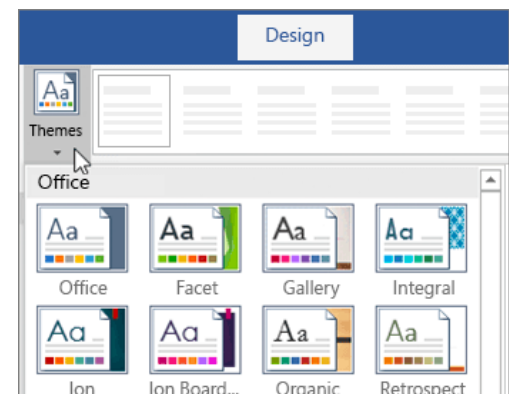 Design
Aa
Themes
Office
Aa Aa Aa Aa
Office Facet Gallery Integral
Aa Aa Aa Aa
Ion Ion Board... Organic Retrospect